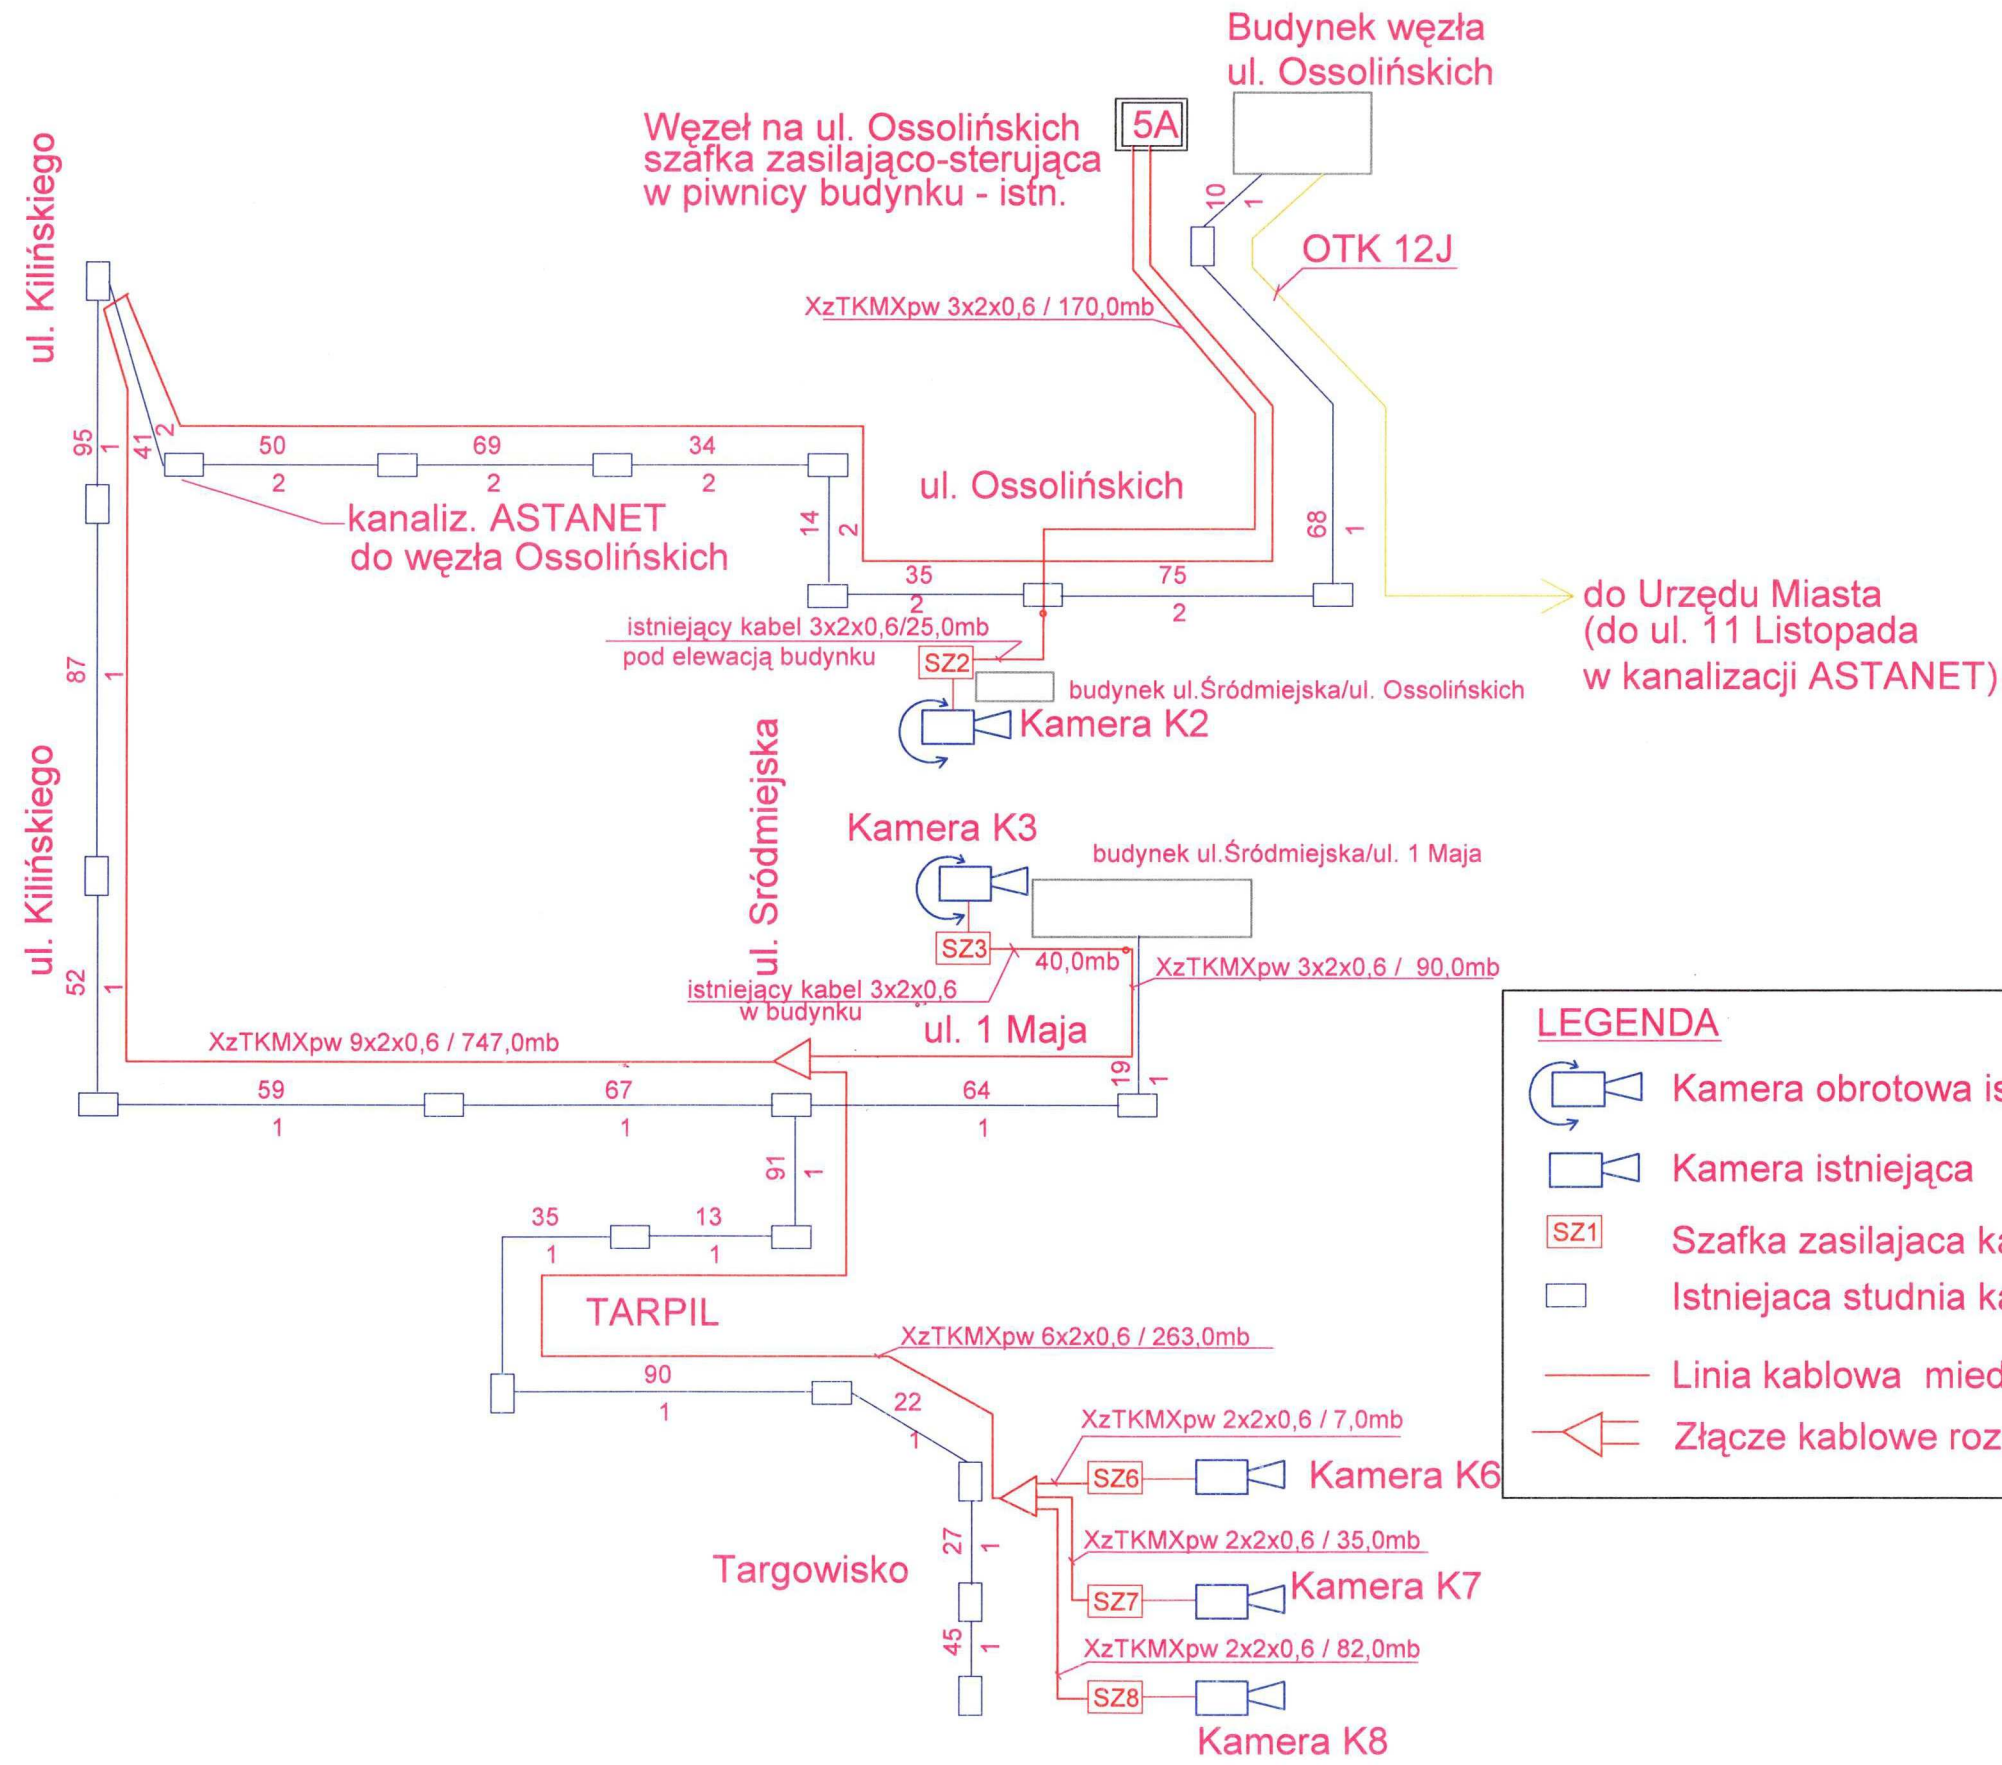 Budynek węzła
ul. Ossolińskich
Węzeł na ul. Ossolińskich
szafka zasilająco-sterująca
w piwnicy budynku - istn.
5A
10
1
OTK 12J
XzTKMXpw 3x2x0,6 / 170,0mb
ul. Kilińskiego
95
1
41
2
50
2
69
2
34
2
14
2
kanaliz. ASTANET
do węzła Ossolińskich
ul. Ossolińskich
68
1
35
2
75
2
do Urzędu Miasta
(do ul. 11 Listopada
w kanalizacji ASTANET)
istniejący kabel 3x2x0,6/25,0mb
pod elewacją budynku
SZ2
budynek ul.Śródmiejska/ul. Ossolińskich
Kamera K2
87
1
ul. Kilińskiego
ul. Sródmiejska
Kamera K3
budynek ul.Śródmiejska/ul. 1 Maja
SZ3
40,0mb
XzTKMXpw 3x2x0,6 / 90,0mb
istniejący kabel 3x2x0,6
w budynku
ul. 1 Maja
52
1
XzTKMXpw 9x2x0,6 / 747,0mb
59
1
67
1
64
1
19
1
91
1
35
1
13
1
TARPIL
XzTKMXpw 6x2x0,6 / 263,0mb
90
1
22
1
XzTKMXpw 2x2x0,6 / 7,0mb
SZ6
Kamera K6
27
1
XzTKMXpw 2x2x0,6 / 35,0mb
Targowisko
SZ7
Kamera K7
45
1
XzTKMXpw 2x2x0,6 / 82,0mb
SZ8
Kamera K8
LEGENDA
Kamera obrotowa is
Kamera istniejąca
SZ1
Szafka zasilajaca ka
Istniejaca studnia ka
Linia kablowa mied
Złącze kablowe roz